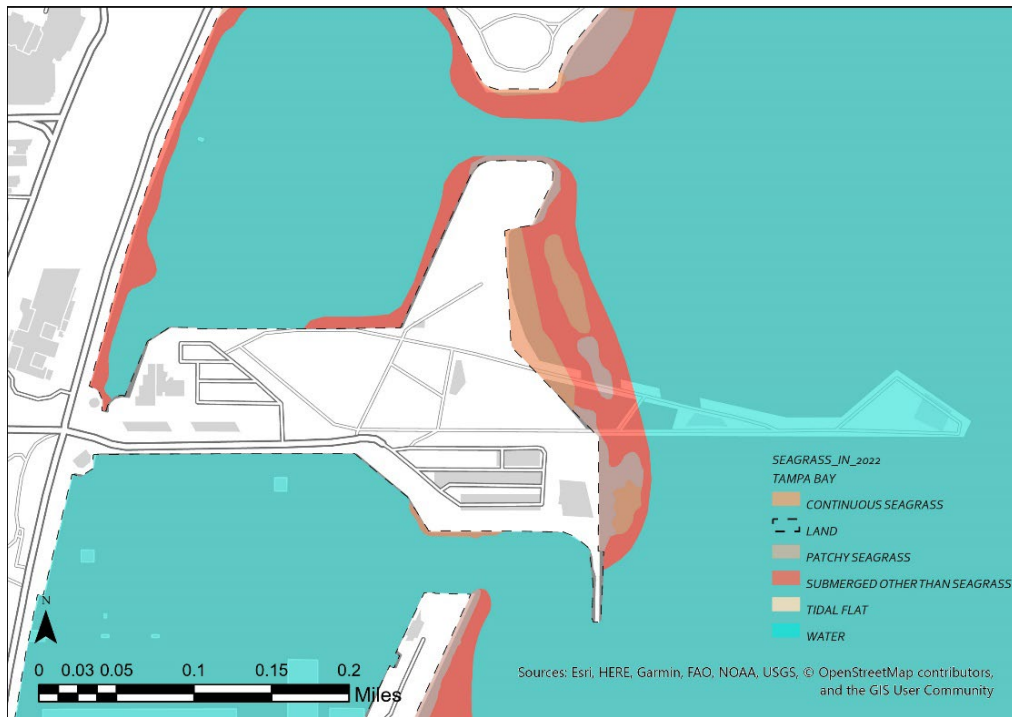 SEAGRASS_IN_2022
TAMPA BAY
CONTINUOUS SEAGRASS
LAND
PATCHY SEAGRASS
SUBMERGED OTHER THAN SEAGRASS
TIDAL FLAT
WATER
N
0 0.03 0.05 0.1 0.15 0.2
Miles
Sources: Esri, HERE, Garmin, FAO, NOAA, USGS, © OpenStreetMap contributors,
and the GIS User Community